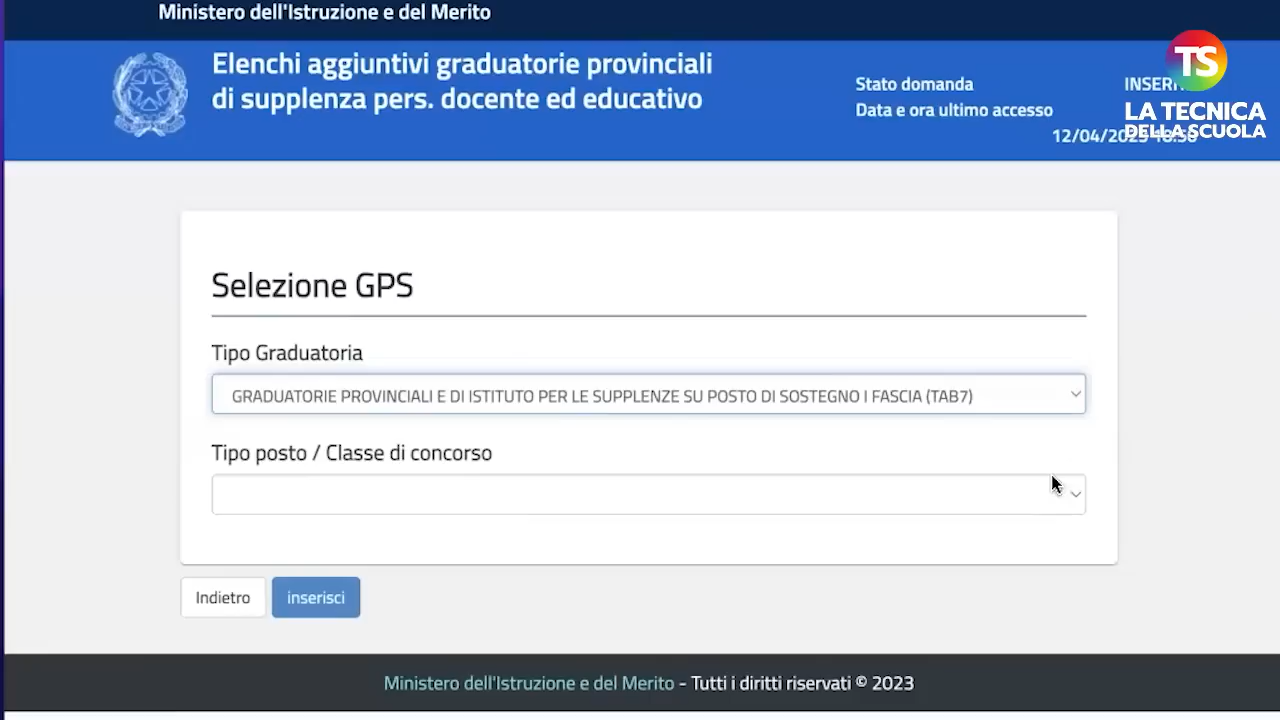 Ministero dell'Istruzione e del Merito
Elenchi aggiuntivi graduatorie provinciali
di supplenza pers. docente ed educativo
Stato domanda
Data e ora ultimo accesso
TS
LA TECNICA
DELLA SCUOLA
Selezione GPS
Tipo Graduatoria
GRADUATORIE PROVINCIALI E DI ISTITUTO PER LE SUPPLENZE SU POSTO DI SOSTEGNO I FASCIA (TAB7)
Tipo posto / Classe di concorso
Indietro
inserisci
Ministero dell'Istruzione e del Merito - Tutti i diritti riservati © 2023